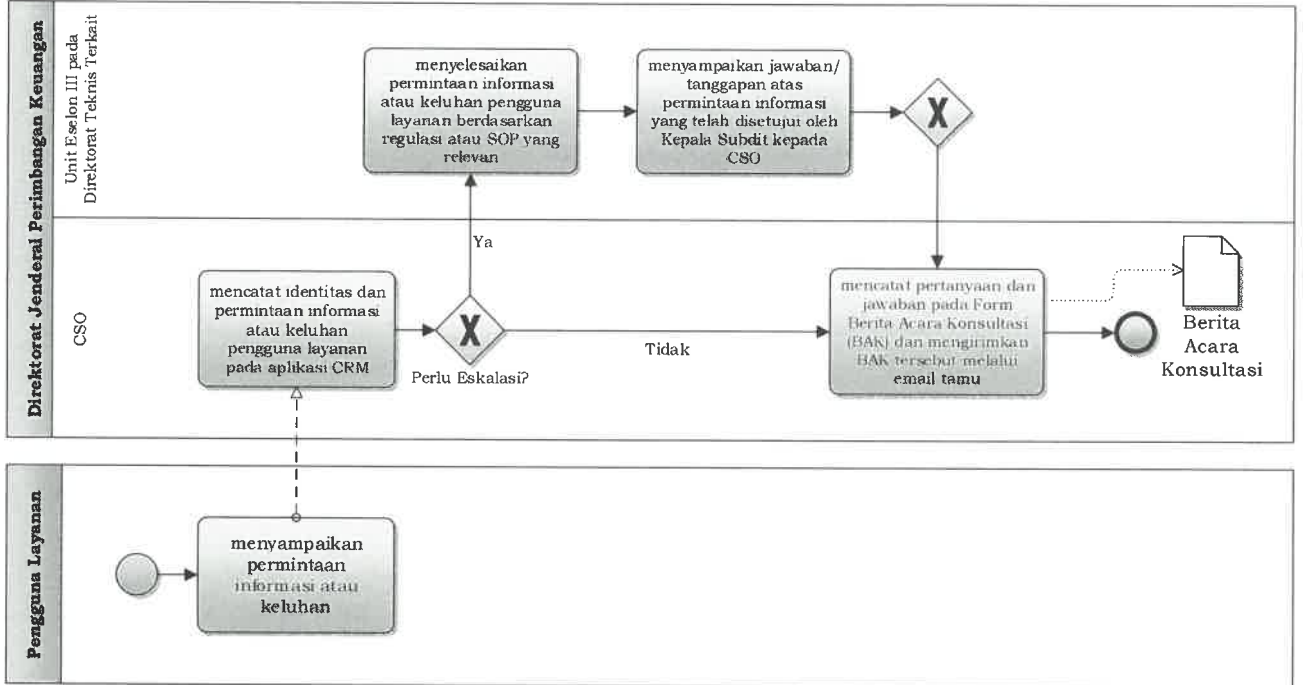 Direktorat Jenderal Perimbangan Keuangan
Unit Eselon III pada
Direktorat Teknis Terkait
menyelesaikan
permintaan informasi
atau keluhan pengguna
layanan berdasarkan
regulasi atau SOP yang
relevan
menyampaikan jawaban/
tanggapan atas
permintaan informasi
yang telah disetujui oleh
Kepala Subdit kepada
CSO
X
CSO
mencatat identitas dan
permintaan informasi
atau keluhan
pengguna layanan
pada aplikasi CRM
X
Perlu Eskalasi?
Ya
Tidak
mencatat pertanyaan dan
jawaban pada Form
Berita Acara Konsultasi
(BAK) dan mengirimkan
BAK tersebut melalui
email tamu
Berita
Acara
Konsultasi
Pengguna Layanan
menyampaikan
permintaan
informasi atau
keluhan